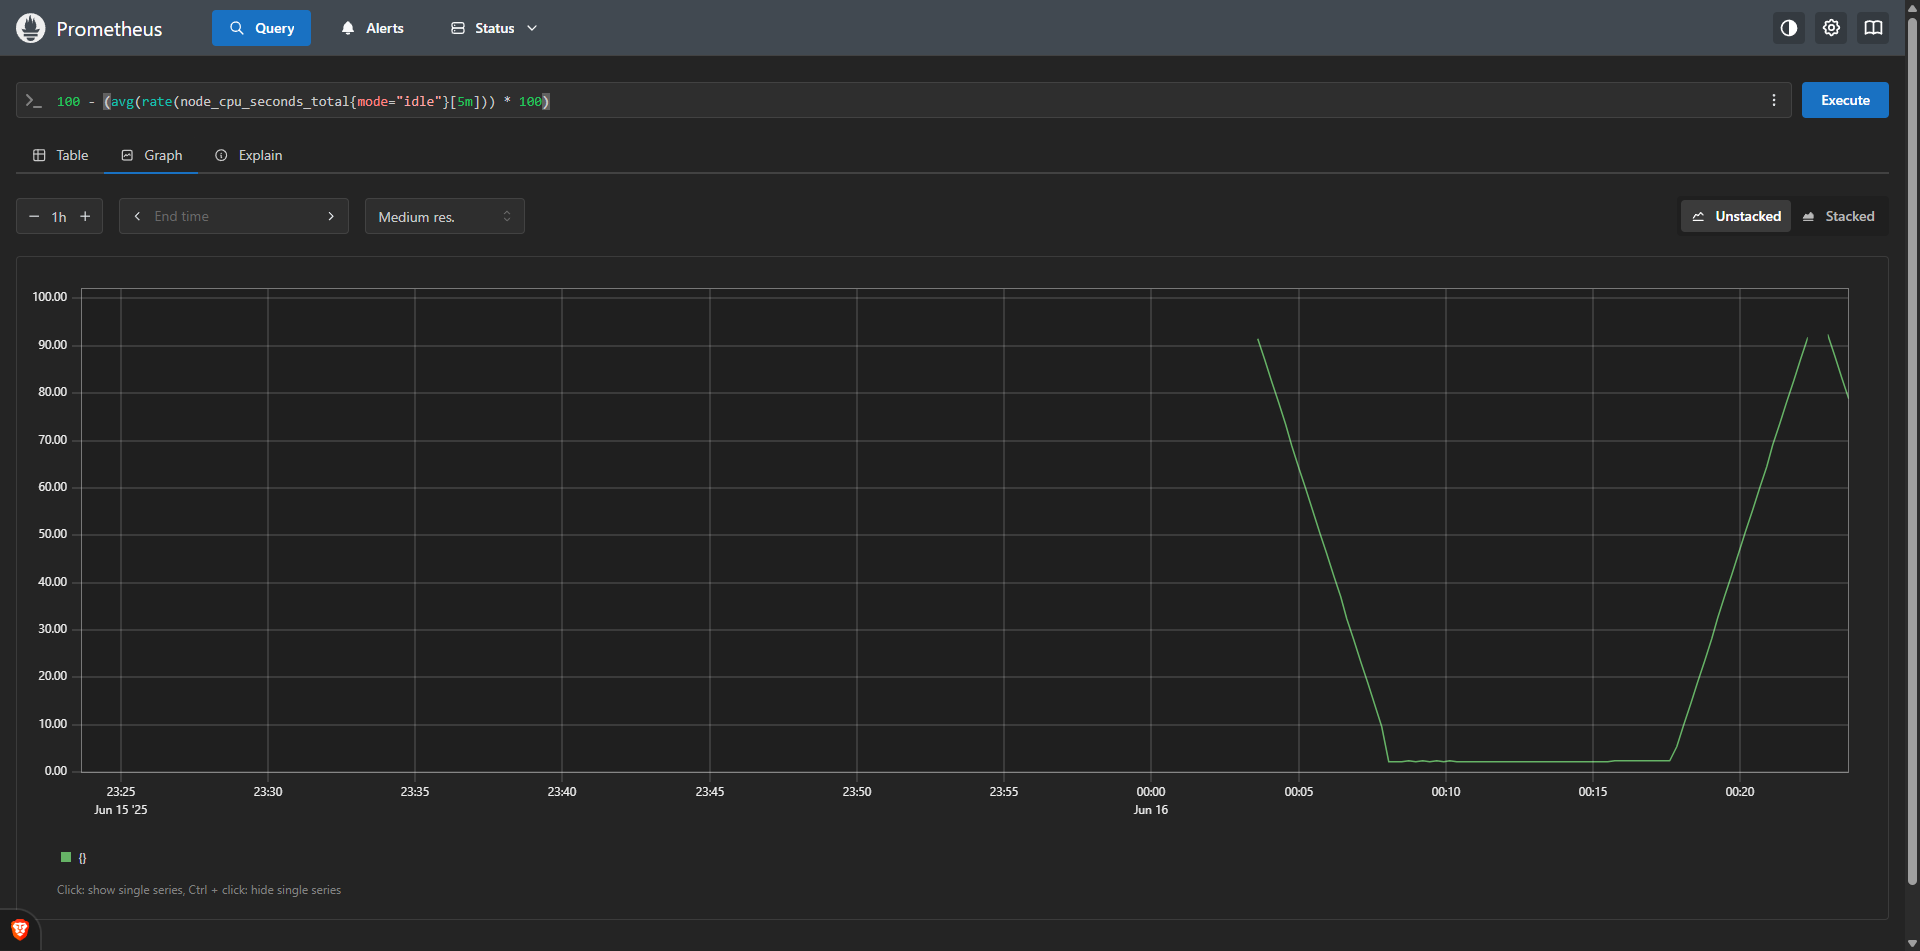 Prometheus Query Alerts Status
>_ 100 - (avg(rate(node_cpu_seconds_total{mode="idle"}[5m])) * 100) Execute
Table Graph Explain
− 1h + End time Medium res. Unstacked Stacked
100.00
90.00
80.00
70.00
60.00
50.00
40.00
30.00
20.00
10.00
0.00
23:25 23:30 23:35 23:40 23:45 23:50 23:55 00:00 00:05 00:10 00:15 00:20
Jun 15 '25 Jun 16
{}
Click: show single series, Ctrl + click: hide single series